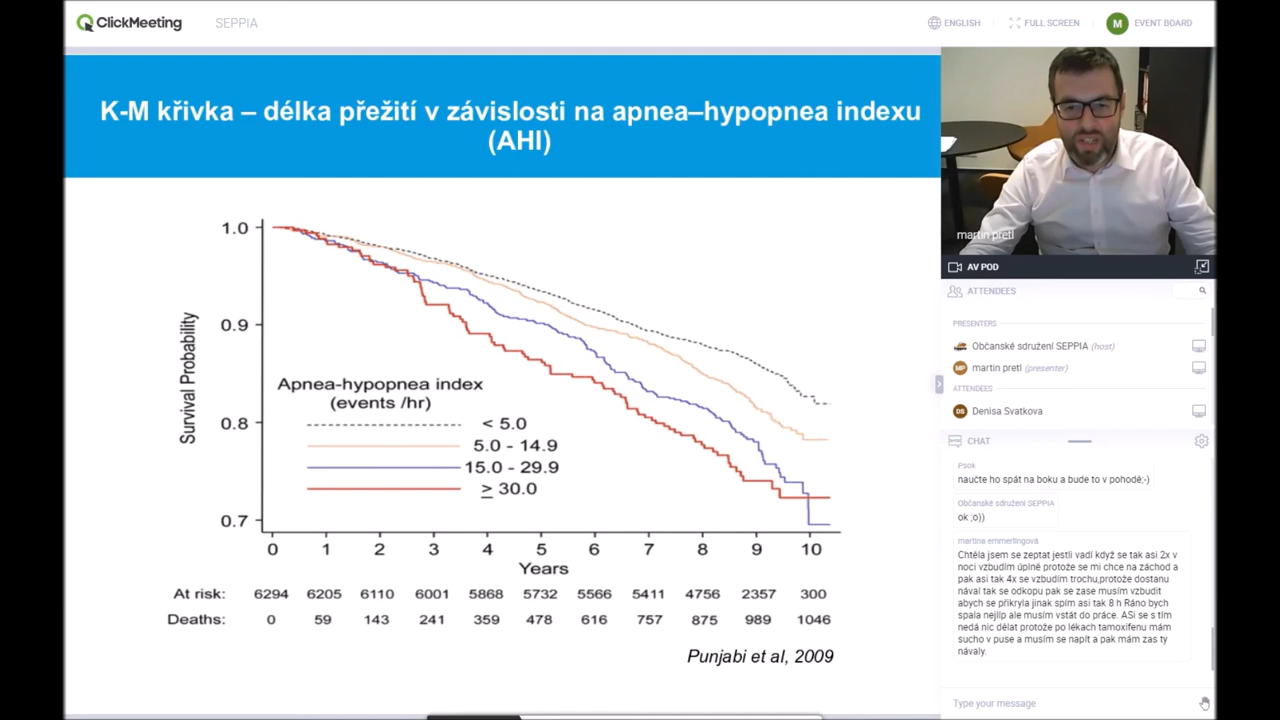 ClickMeeting
SEPPIA
ENGLISH
FULL SCREEN
M
EVENT BOARD
K-M křivka – délka přežití v závislosti na apnea–hypopnea indexu
(AHI)
1.0
0.9
0.8
0.7
Survival Probability
Apnea-hypopnea index
(events /hr)
< 5.0
5.0 - 14.9
15.0 - 29.9
≥ 30.0
0 1 2 3 4 5 6 7 8 9 10
Years
At risk: 6294 6205 6110 6001 5868 5732 5566 5411 4756 2357 300
Deaths: 0 59 143 241 359 478 616 757 875 989 1046
Punjabi et al, 2009
martin pretl
AV POD
ATTENDEES
PRESENTERS
Občanské sdružení SEPPIA (host)
MP martin pretl (presenter)
ATTENDEES
DS Denisa Svatkova
CHAT
Psok
naučte ho spát na boku a bude to v pohodě;-)
Občanské sdružení SEPPIA
ok ;o))
martina emmerlingová
Chtěla jsem se zeptat jestli vadí když se tak asi 2x v
noci vzbudím úplně protože se mi chce na záchod a
pak asi tak 4x se vzbudím trochu,protože dostanu
nával tak se odkopu pak se zase musím vzbudit
abych se přikryla jinak spím asi tak 8 h Ráno bych
spala nejlíp ale musím vstát do práce. ASi se s tím
nedá nic dělat protože po lékach tamoxifenu mám
sucho v puse a musím se napít a pak mám zas ty
návaly.
Type your message